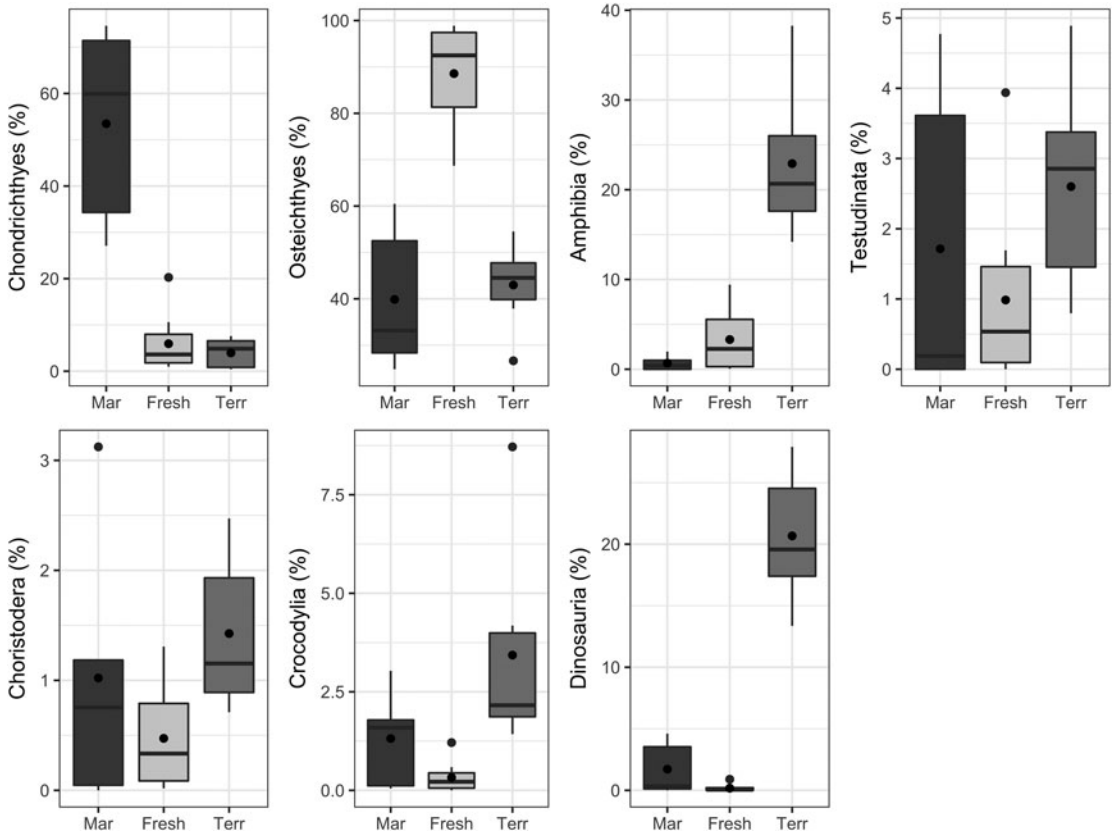 Chondrichthyes (%)
60
40
20
0
Mar Fresh Terr
Osteichthyes (%)
100
80
60
40
Mar Fresh Terr
Amphibia (%)
40
30
20
10
0
Mar Fresh Terr
Testudinata (%)
5
4
3
2
1
0
Mar Fresh Terr
Choristodera (%)
3
2
1
0
Mar Fresh Terr
Crocodylia (%)
7.5
5.0
2.5
0.0
Mar Fresh Terr
Dinosauria (%)
20
10
0
Mar Fresh Terr